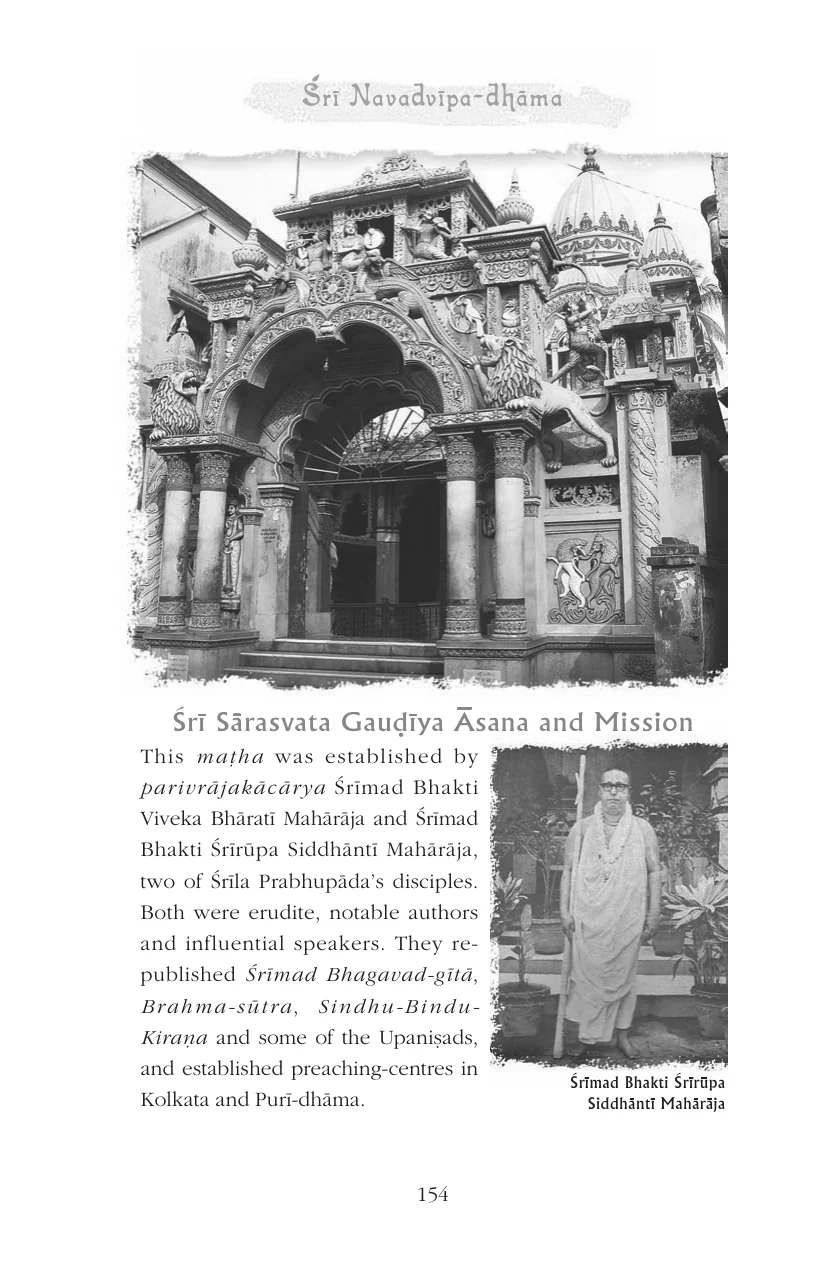 Śrī Navadvīpa-dhāma
Śrī Sārasvata Gauḍīya Āsana and Mission
This maṭha was established by
parivrājakācārya Śrīmad Bhakti
Viveka Bhāratī Mahārāja and Śrīmad
Bhakti Śrīrūpa Siddhāntī Mahārāja,
two of Śrīla Prabhupāda’s disciples.
Both were erudite, notable authors
and influential speakers. They re-
published Śrīmad Bhagavad-gītā,
Brahma-sūtra, Sindhu-Bindu-
Kiraṇa and some of the Upaniṣads,
and established preaching-centres in
Kolkata and Purī-dhāma.
Śrīmad Bhakti Śrīrūpa
Siddhāntī Mahārāja
154